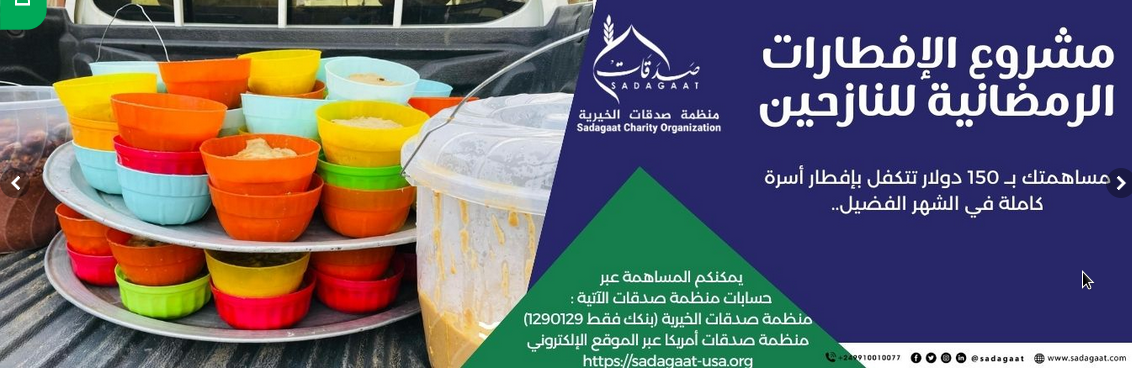 مشروع الإفطارات
الرمضانية للنازحين
مساهمتك بـ 150 دولار تتكفل بإفطار أسرة
كاملة في الشهر الفضيل..
صدقات
SADAGAAT
منظمة صدقات الخيرية
Sadagaat Charity Organization
يمكنكم المساهمة عبر
حسابات منظمة صدقات الآتية :
منظمة صدقات الخيرية (بنكك فقط 1290129)
منظمة صدقات أمريكا عبر الموقع الإلكتروني
https://sadagaat-usa.org
+249910010077 @sadagaat www.sadagaat.com